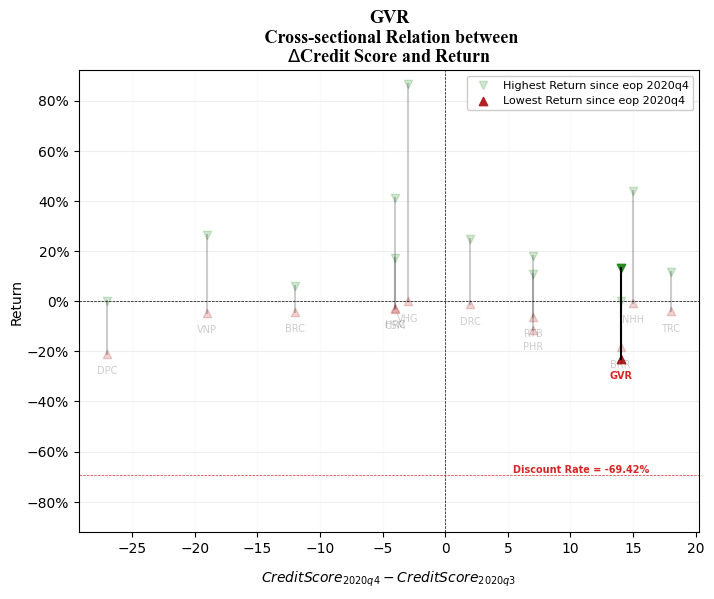 GVR
Cross-sectional Relation between
ΔCredit Score and Return
Highest Return since eop 2020q4
Lowest Return since eop 2020q4
80%
60%
40%
20%
0%
−20%
−40%
−60%
−80%
Return
VHG
DRC
NHH
TRC
VNP
BRC
PHR
DPC
GVR
Discount Rate = -69.42%
−25
−20
−15
−10
−5
0
5
10
15
20
CreditScore2020q4 − CreditScore2020q3